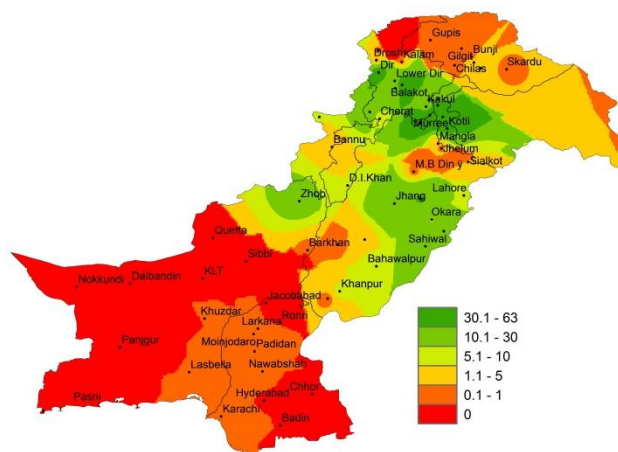 Gupis
Drosh
Kalam
Gilgit
Bunji
Chilas
Skardu
Dir
Lower Dir
Balakot
Kakul
Cherat
Murree
Kotli
Mangla
Bannu
Jhelum
M.B Din y
Sialkot
D.I.Khan
Zhob
Jhang
Lahore
Okara
Quetta
Barkhan
Sahiwal
Sibbi
Bahawalpur
Nokkundi
Dalbandin
KLT
Khanpur
Jacobabad
Khuzdar
Larkana
Rohri
Moinjodaro
Padidan
Panjgur
Lasbella
Nawabshah
Pasni
Hyderabad
Chhor
Karachi
Badin
30.1 - 63
10.1 - 30
5.1 - 10
1.1 - 5
0.1 - 1
0